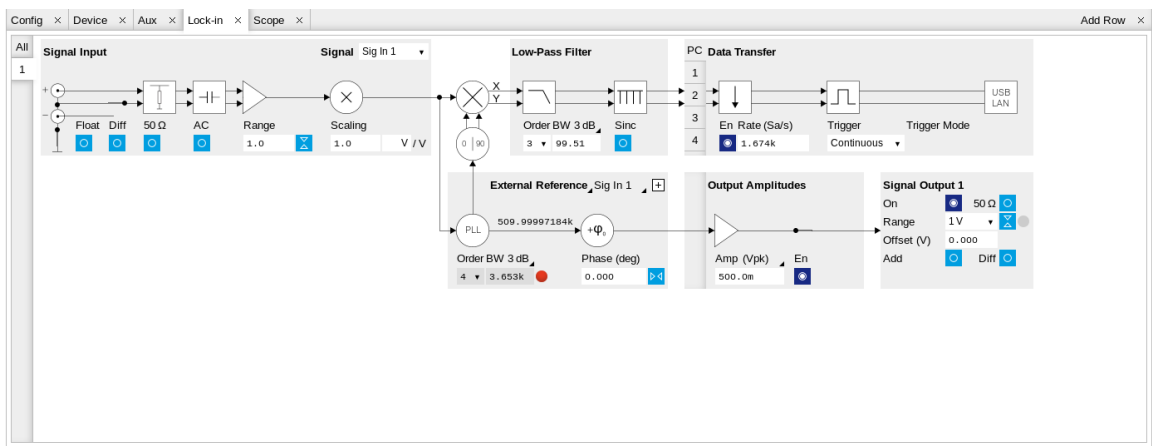 Config × Device × Aux × Lock-in × Scope × Add Row ×
All
1
Signal Input Signal Sig In 1
+
-
Float Diff 50 Ω AC Range Scaling
1.0 1.0 V / V
X
Y
0 | 90
Low-Pass Filter
Order BW 3 dB Sinc
3 99.51
PC Data Transfer
1
2
3
4
USB
LAN
En Rate (Sa/s) Trigger Trigger Mode
1.674k Continuous
External Reference Sig In 1 +
PLL 509.99997184k +φ₀
Order BW 3 dB Phase (deg)
4 3.653k 0.000
Output Amplitudes
Amp (Vpk) En
500.0m
Signal Output 1
On 50 Ω
Range 1 V
Offset (V) 0.000
Add Diff